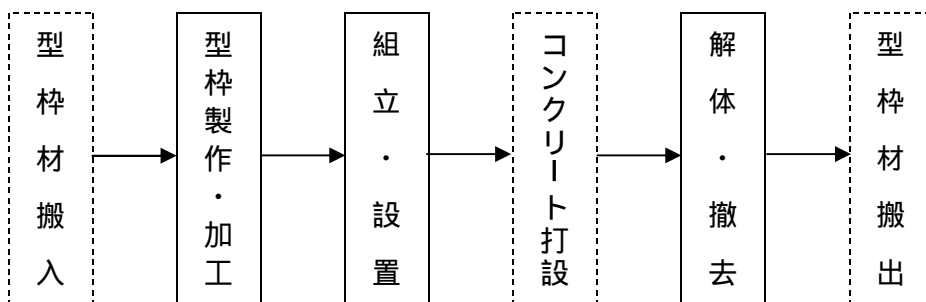 型枠材搬入
型枠製作・加工
組立・設置
コンクリート打設
解体・撤去
型枠材搬出